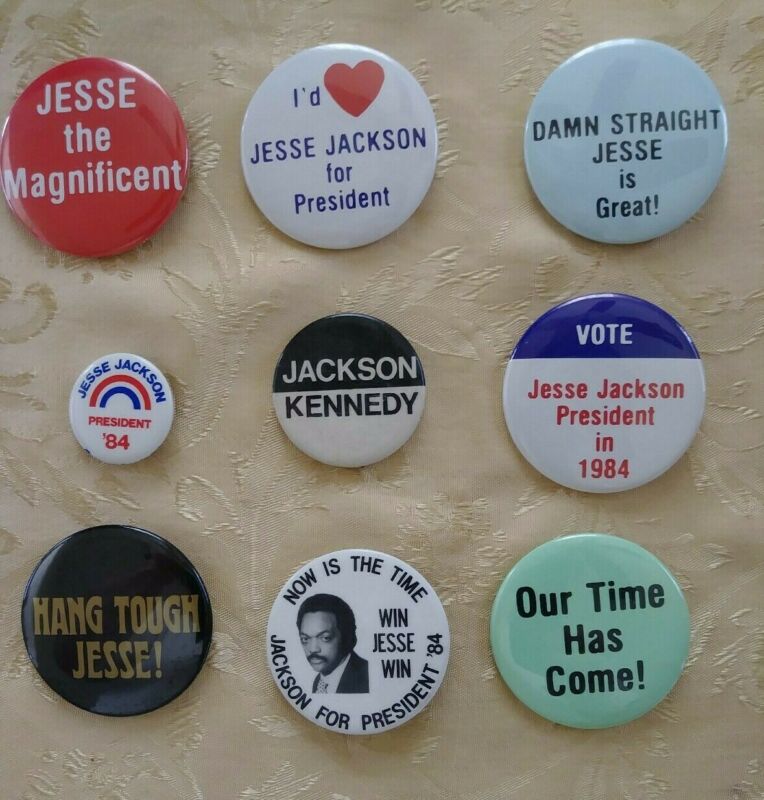 JESSE
the
Magnificent
I'd
JESSE JACKSON
for
President
DAMN STRAIGHT
JESSE
is
Great!
JESSE JACKSON
PRESIDENT
'84
JACKSON
KENNEDY
VOTE
Jesse Jackson
President
in
1984
HANG TOUGH
JESSE!
NOW IS THE TIME
WIN
JESSE
WIN
JACKSON FOR PRESIDENT '84
Our Time
Has
Come!